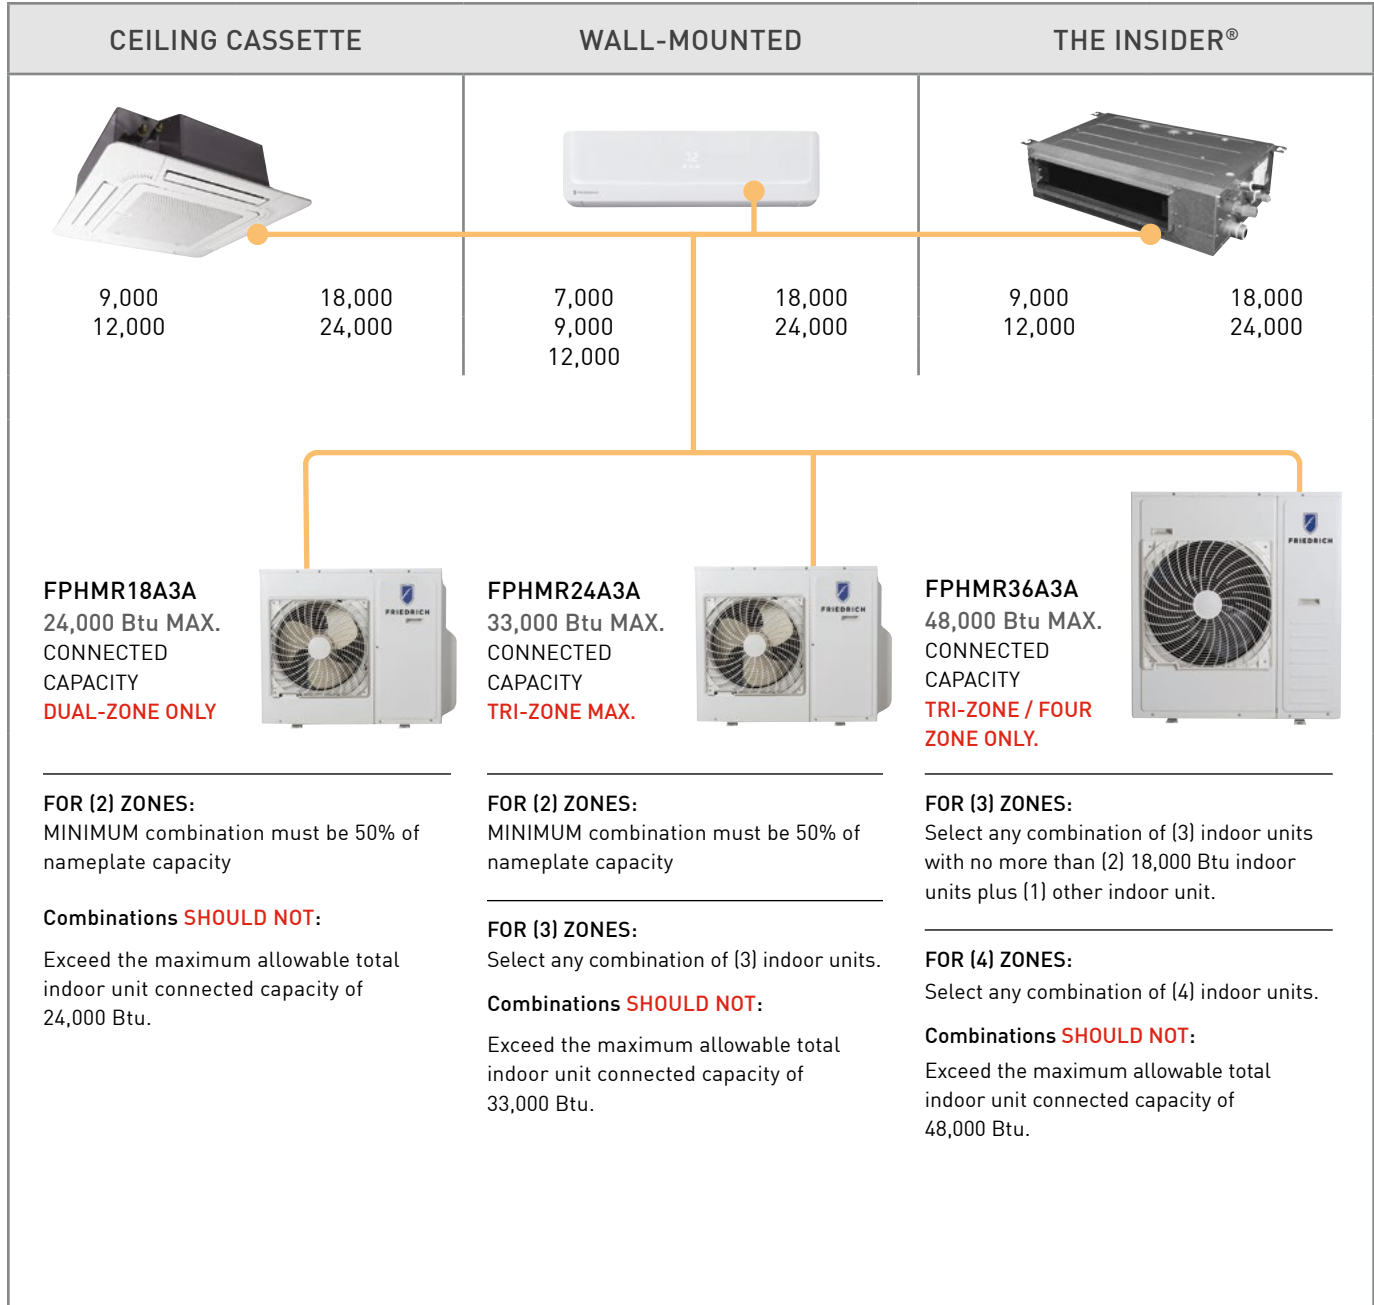 CEILING CASSETTE
WALL-MOUNTED
THE INSIDER®
9,000 18,000
12,000 24,000
7,000 18,000
9,000 24,000
12,000
9,000 18,000
12,000 24,000
FPHMR18A3A
24,000 Btu MAX.
CONNECTED
CAPACITY
DUAL-ZONE ONLY
FRIEDRICH
FOR (2) ZONES:
MINIMUM combination must be 50% of
nameplate capacity
Combinations SHOULD NOT:
Exceed the maximum allowable total
indoor unit connected capacity of
24,000 Btu.
FPHMR24A3A
33,000 Btu MAX.
CONNECTED
CAPACITY
TRI-ZONE MAX.
FRIEDRICH
FOR (2) ZONES:
MINIMUM combination must be 50% of
nameplate capacity
FOR (3) ZONES:
Select any combination of (3) indoor units.
Combinations SHOULD NOT:
Exceed the maximum allowable total
indoor unit connected capacity of
33,000 Btu.
FPHMR36A3A
48,000 Btu MAX.
CONNECTED
CAPACITY
TRI-ZONE / FOUR
ZONE ONLY.
FRIEDRICH
FOR (3) ZONES:
Select any combination of (3) indoor units
with no more than (2) 18,000 Btu indoor
units plus (1) other indoor unit.
FOR (4) ZONES:
Select any combination of (4) indoor units.
Combinations SHOULD NOT:
Exceed the maximum allowable total
indoor unit connected capacity of
48,000 Btu.